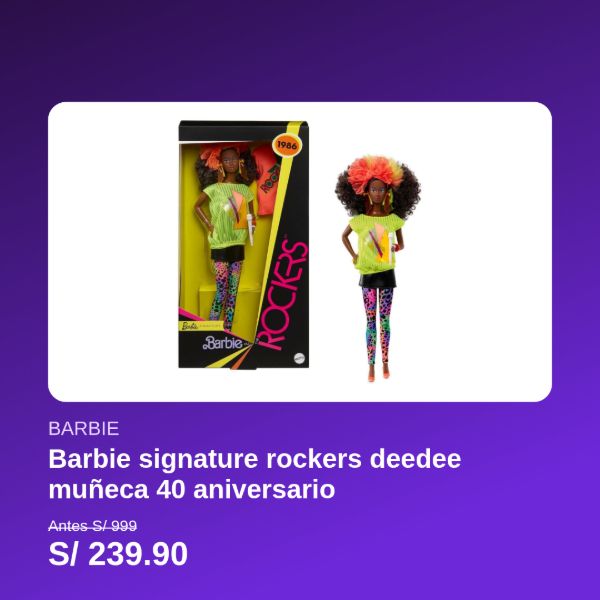 1986
ROCKERS
Barbie
BARBIE
Barbie signature rockers deedee
muñeca 40 aniversario
Antes S/ 999
S/ 239.90